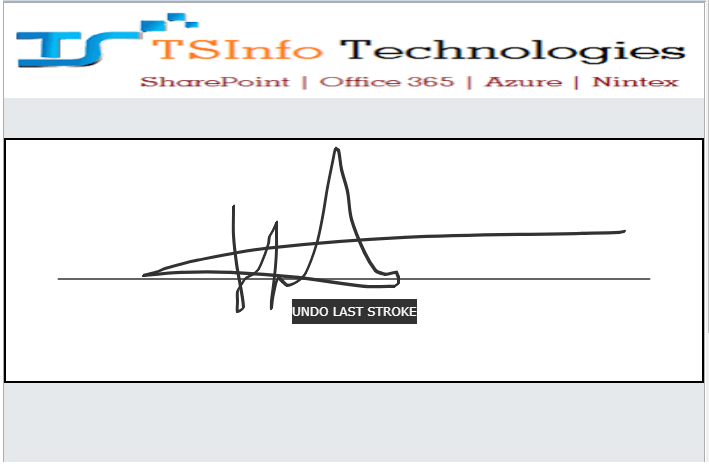 TSInfo Technologies
SharePoint | Office 365 | Azure | Nintex
UNDO LAST STROKE